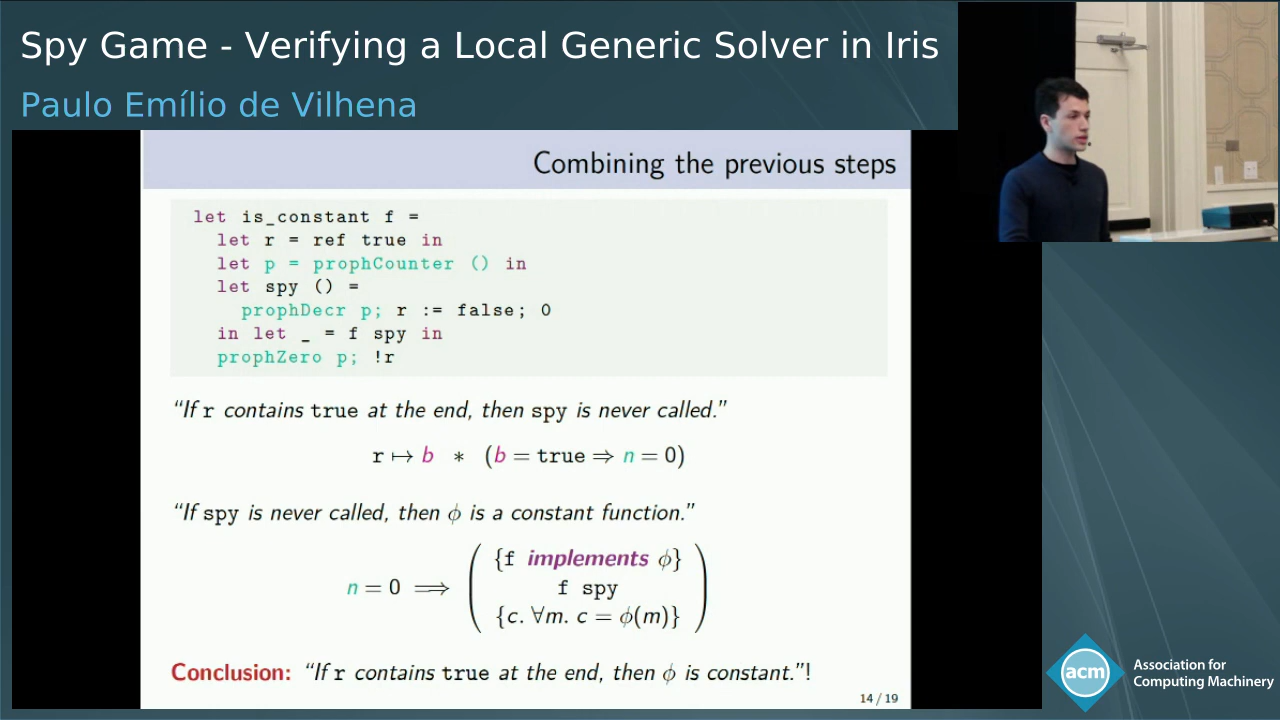 Spy Game - Verifying a Local Generic Solver in Iris
Paulo Emílio de Vilhena
Combining the previous steps
let is_constant f =
let r = ref true in
let p = prophCounter () in
let spy () =
prophDecr p; r := false; 0
in let _ = f spy in
prophZero p; !r
“If r contains true at the end, then spy is never called.”
r ↦ b ∗ (b = true ⇒ n = 0)
“If spy is never called, then ϕ is a constant function.”
{f implements ϕ}
n = 0 ⟹ ( f spy )
{c. ∀m. c = ϕ(m)}
Conclusion: “If r contains true at the end, then ϕ is constant.”!
14 / 19
acm
Association for
Computing Machinery